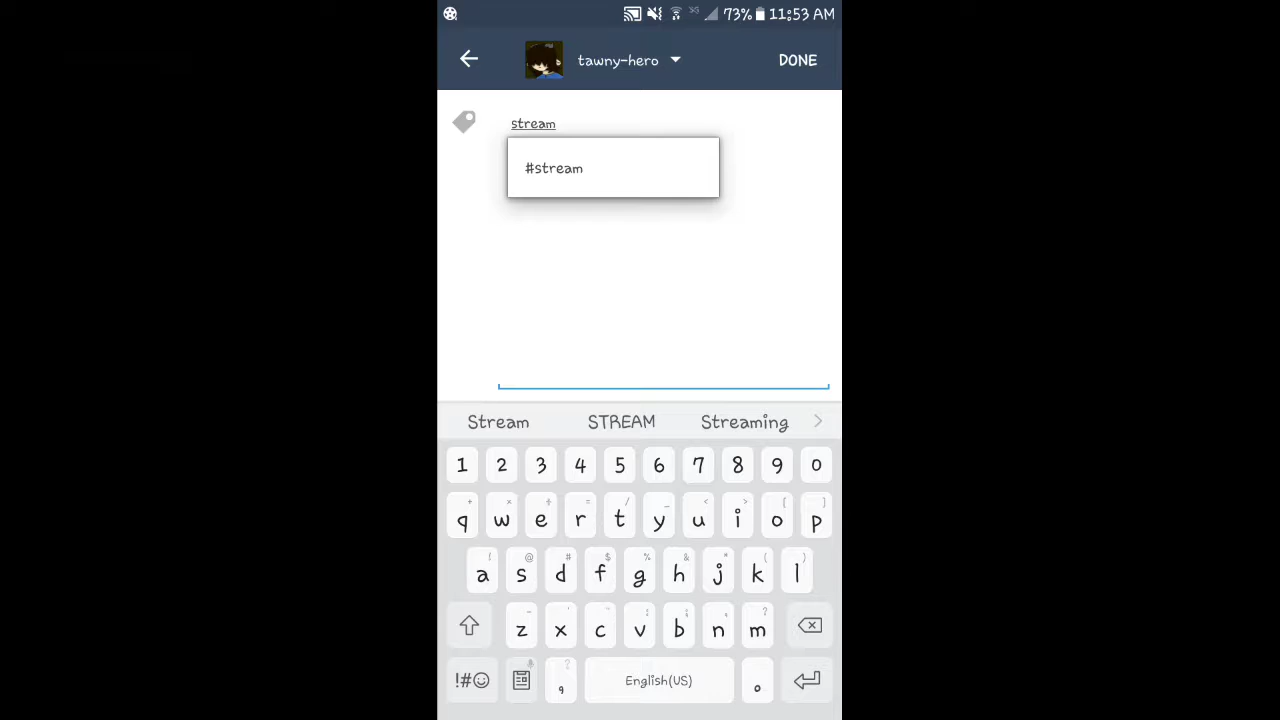 73% 11:53 AM
tawny-hero DONE
stream
#stream
Stream STREAM Streaming
1 2 3 4 5 6 7 8 9 0
+ × ÷ = / _ < > [ ]
q w e r t y u i o p
! @ # $ % & * ( )
a s d f g h j k l
- ' " : ; , ?
z x c v b n m
!#☺ , English(US) .